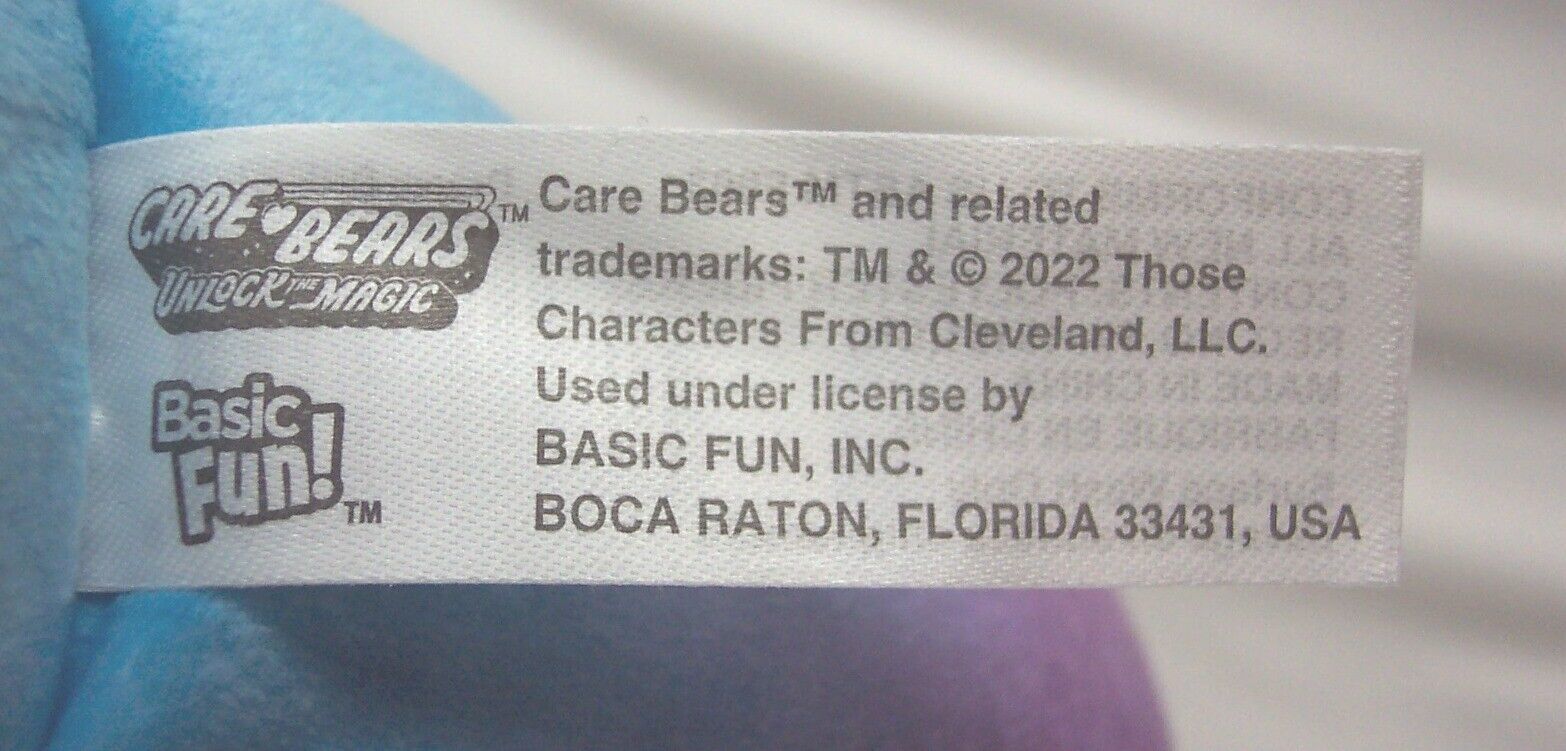 CARE BEARS™
UNLOCK THE MAGIC
Basic
Fun!™
Care Bears™ and related
trademarks: TM & © 2022 Those
Characters From Cleveland, LLC.
Used under license by
BASIC FUN, INC.
BOCA RATON, FLORIDA 33431, USA